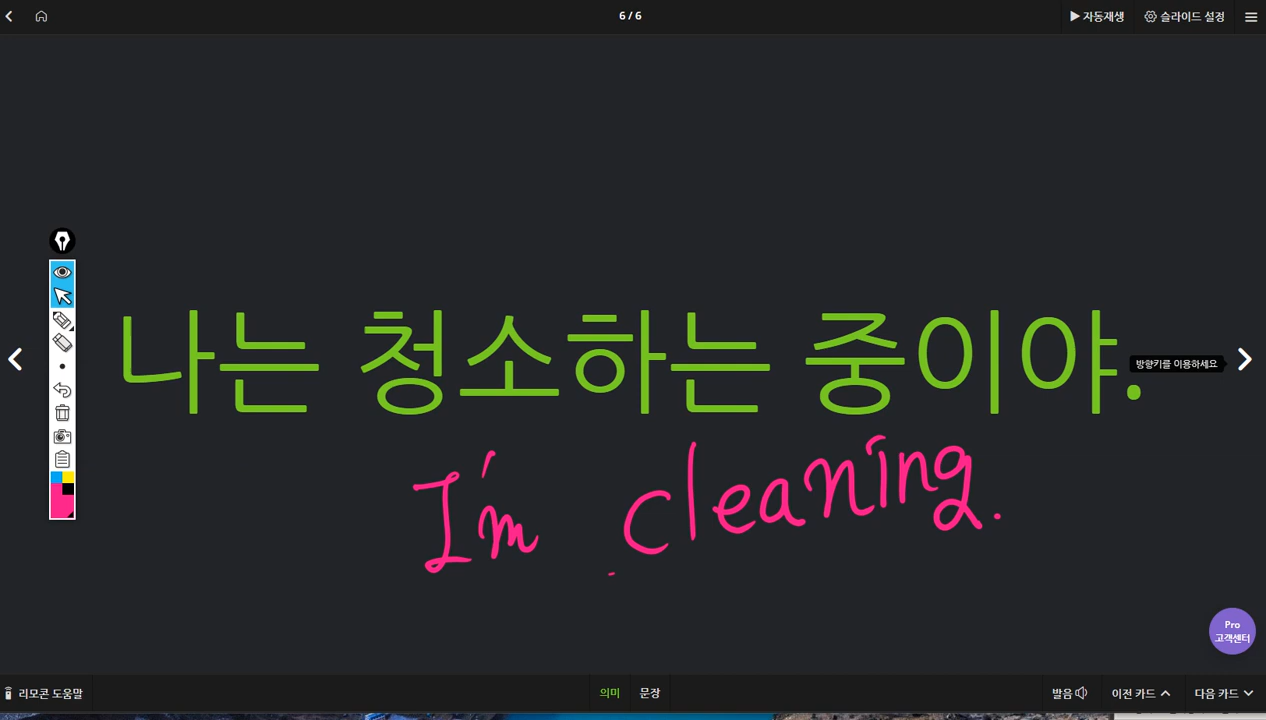 6 / 6
자동재생
슬라이드 설정
나는 청소하는 중이야.
방향키를 이용하세요
I'm cleaning.
Pro
고객센터
리모콘 도움말
의미
문장
발음
이전 카드
다음 카드